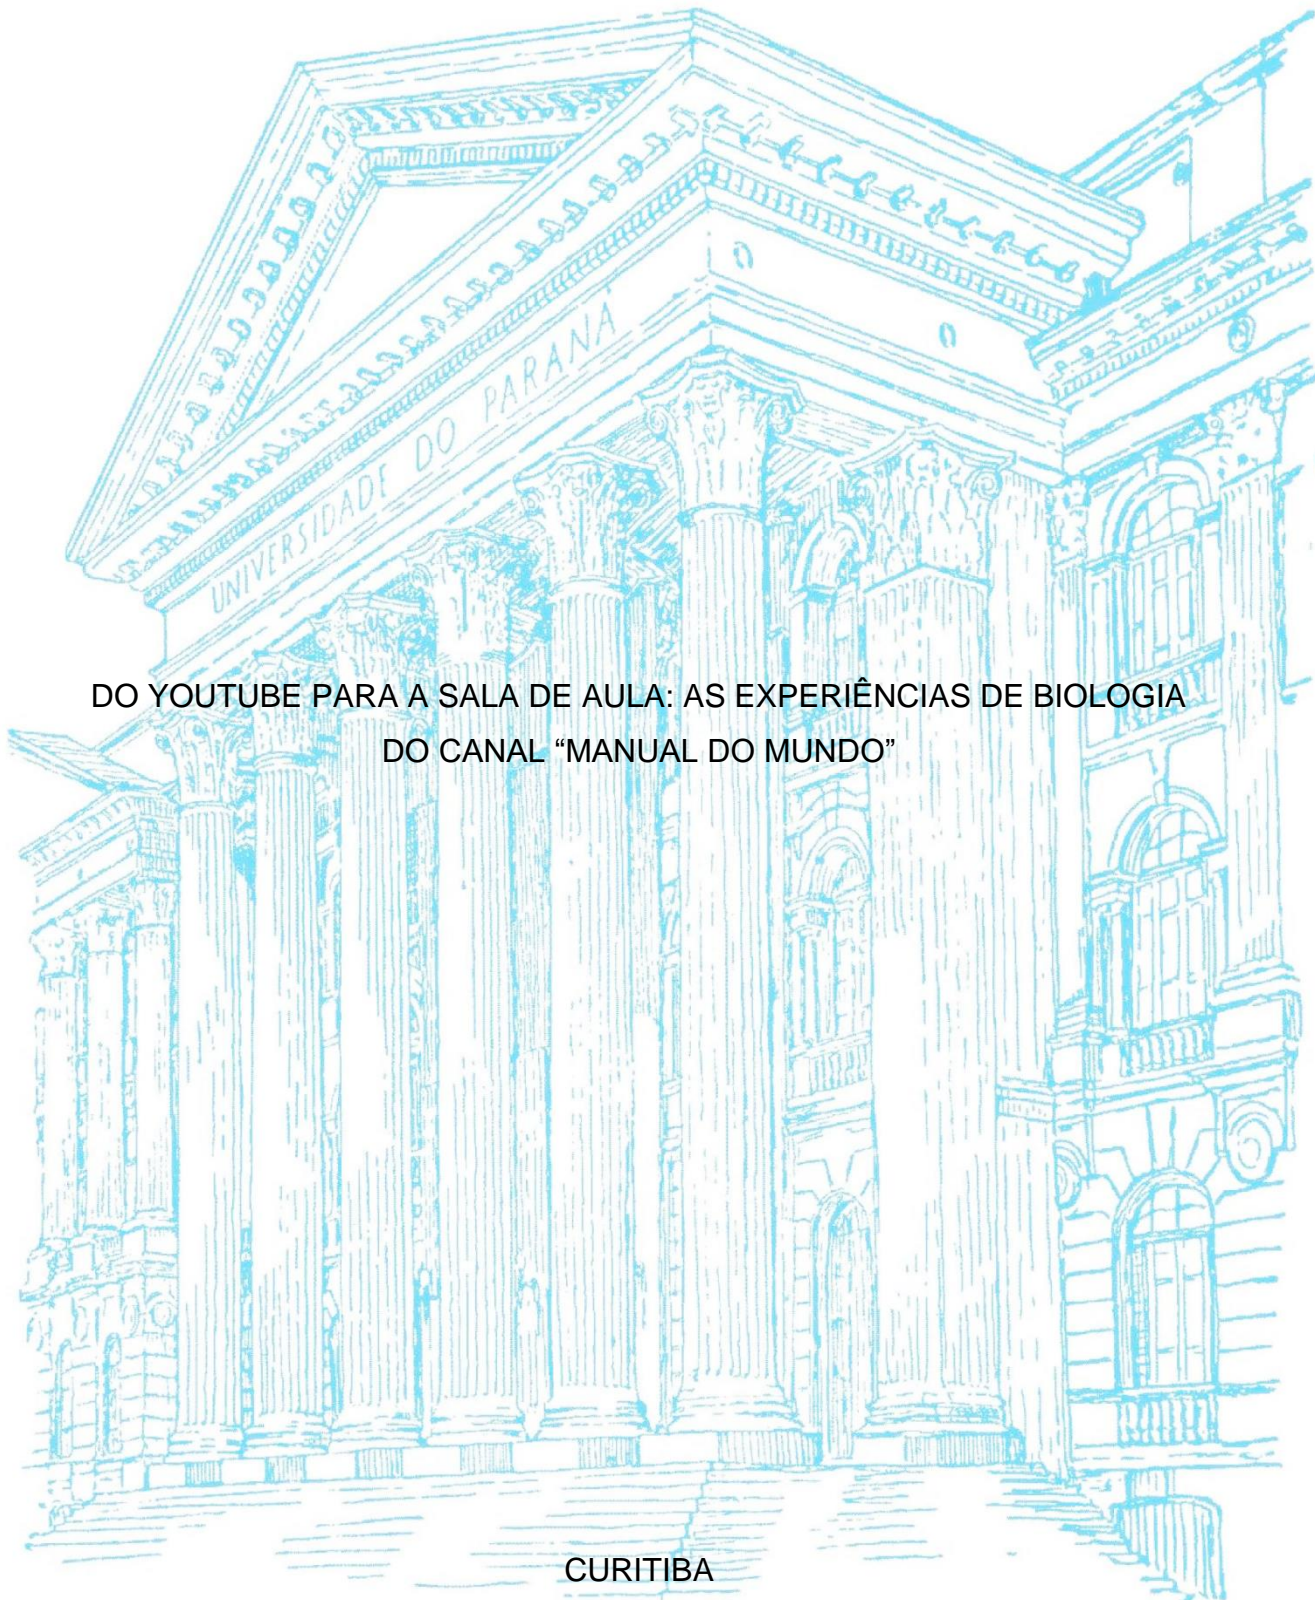 UNIVERSIDADE DO PARANÁ
DO YOUTUBE PARA A SALA DE AULA: AS EXPERIÊNCIAS DE BIOLOGIA
DO CANAL “MANUAL DO MUNDO”
CURITIBA